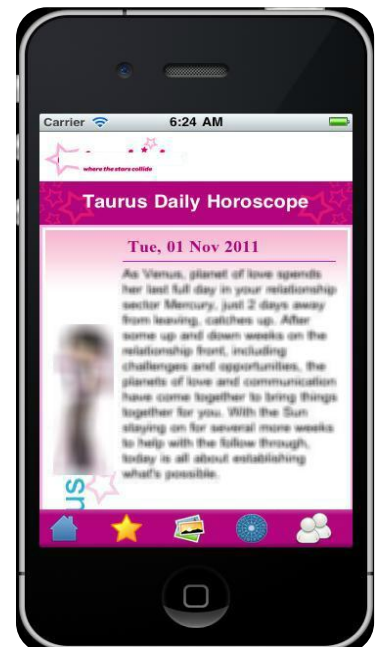 Carrier 6:24 AM
where the stars collide
Taurus Daily Horoscope
Tue, 01 Nov 2011
As Venus, planet of love spends
her last full day in your relationship
sector Mercury, just 2 days away
from leaving, catches up. After
some up and down weeks on the
relationship front, including
challenges and opportunities, the
planets of love and communication
have come together to bring things
together for you. With the Sun
staying on for several more weeks
to help with the follow through,
today is all about establishing
what's possible.